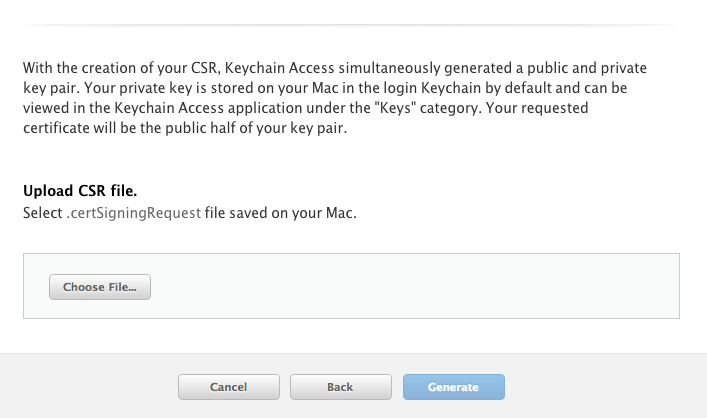 With the creation of your CSR, Keychain Access simultaneously generated a public and private
key pair. Your private key is stored on your Mac in the login Keychain by default and can be
viewed in the Keychain Access application under the "Keys" category. Your requested
certificate will be the public half of your key pair.
Upload CSR file.
Select .certSigningRequest file saved on your Mac.
Choose File...
Cancel
Back
Generate